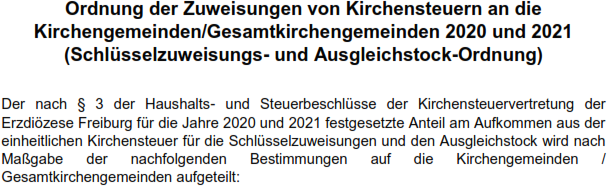 Ordnung der Zuweisungen von Kirchensteuern an die
Kirchengemeinden/Gesamtkirchengemeinden 2020 und 2021
(Schlüsselzuweisungs- und Ausgleichstock-Ordnung)
Der nach § 3 der Haushalts- und Steuerbeschlüsse der Kirchensteuervertretung der
Erzdiözese Freiburg für die Jahre 2020 und 2021 festgesetzte Anteil am Aufkommen aus der
einheitlichen Kirchensteuer für die Schlüsselzuweisungen und den Ausgleichstock wird nach
Maßgabe der nachfolgenden Bestimmungen auf die Kirchengemeinden /
Gesamtkirchengemeinden aufgeteilt: